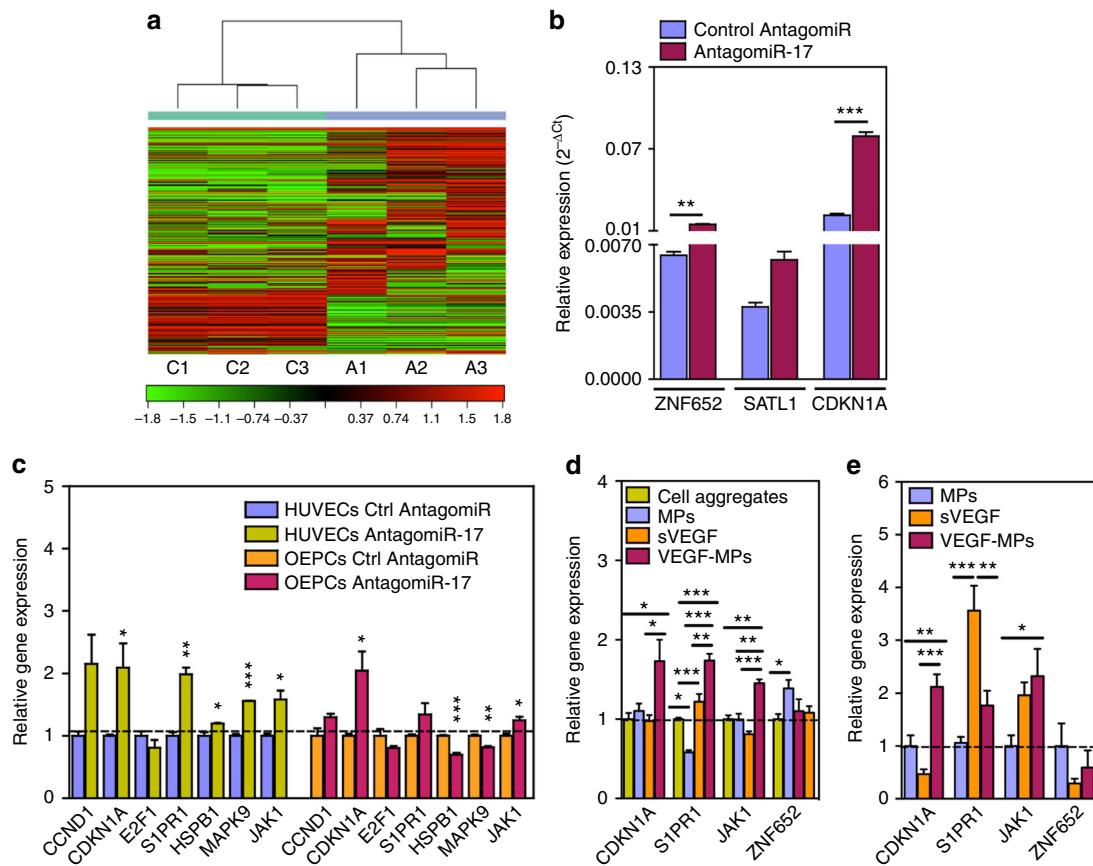 a
C1 C2 C3 A1 A2 A3
−1.8 −1.5 −1.1 −0.74 −0.37 0.37 0.74 1.1 1.5 1.8
b
Control AntagomiR
AntagomiR-17
Relative expression (2^−ΔCt)
0.13
0.07
0.01
0.0070
0.0035
0.0000
** ***
ZNF652 SATL1 CDKN1A
c
HUVECs Ctrl AntagomiR
HUVECs AntagomiR-17
OEPCs Ctrl AntagomiR
OEPCs AntagomiR-17
Relative gene expression
5
4
3
2
1
0
* ** * *** * * *** ** *
CCND1 CDKN1A E2F1 S1PR1 HSPB1 MAPK9 JAK1 CCND1 CDKN1A E2F1 S1PR1 HSPB1 MAPK9 JAK1
d
Cell aggregates
MPs
sVEGF
VEGF-MPs
Relative gene expression
4
3
2
1
0
* *
*** *** ** *** *
** ** ***
*
CDKN1A S1PR1 JAK1 ZNF652
e
MPs
sVEGF
VEGF-MPs
Relative gene expression
6
5
4
3
2
1
0
** ***
*** **
*
CDKN1A S1PR1 JAK1 ZNF652